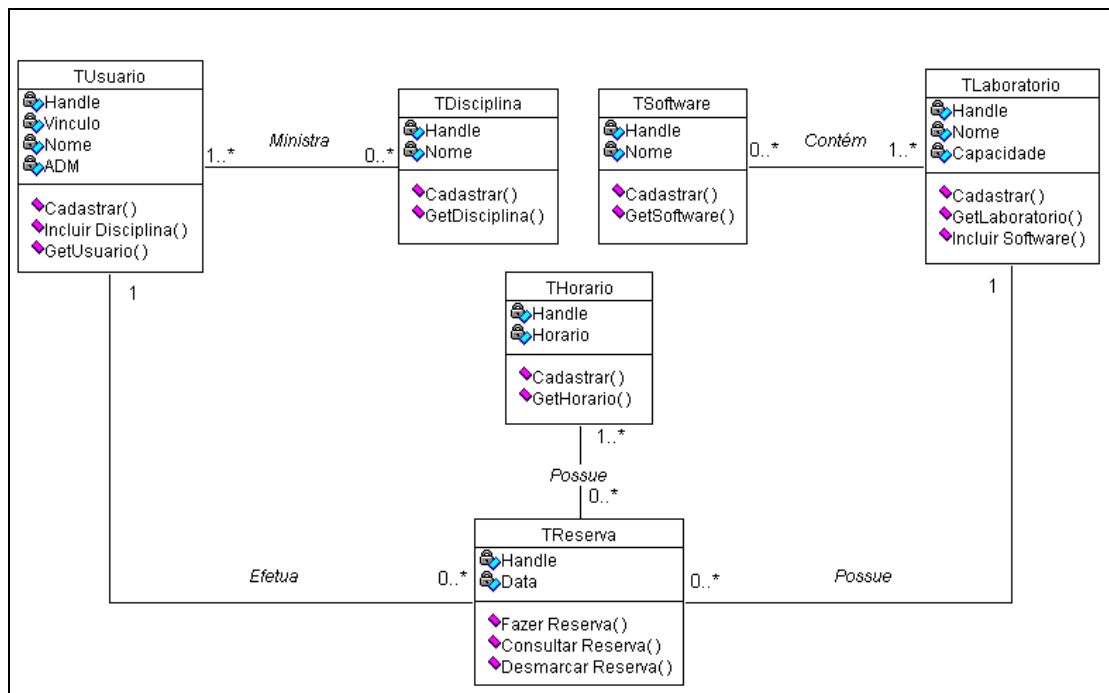 TUsuario
Handle
Vinculo
Nome
ADM
Cadastrar()
Incluir Disciplina()
GetUsuario()
1..*
Ministra
0..*
TDisciplina
Handle
Nome
Cadastrar()
GetDisciplina()
TSoftware
Handle
Nome
Cadastrar()
GetSoftware()
0..*
Contém
1..*
TLaboratorio
Handle
Nome
Capacidade
Cadastrar()
GetLaboratorio()
Incluir Software()
1
1
THorario
Handle
Horario
Cadastrar()
GetHorario()
1..*
Possue
0..*
TReserva
Handle
Data
Fazer Reserva()
Consultar Reserva()
Desmarcar Reserva()
Efetua
0..*
0..*
Possue